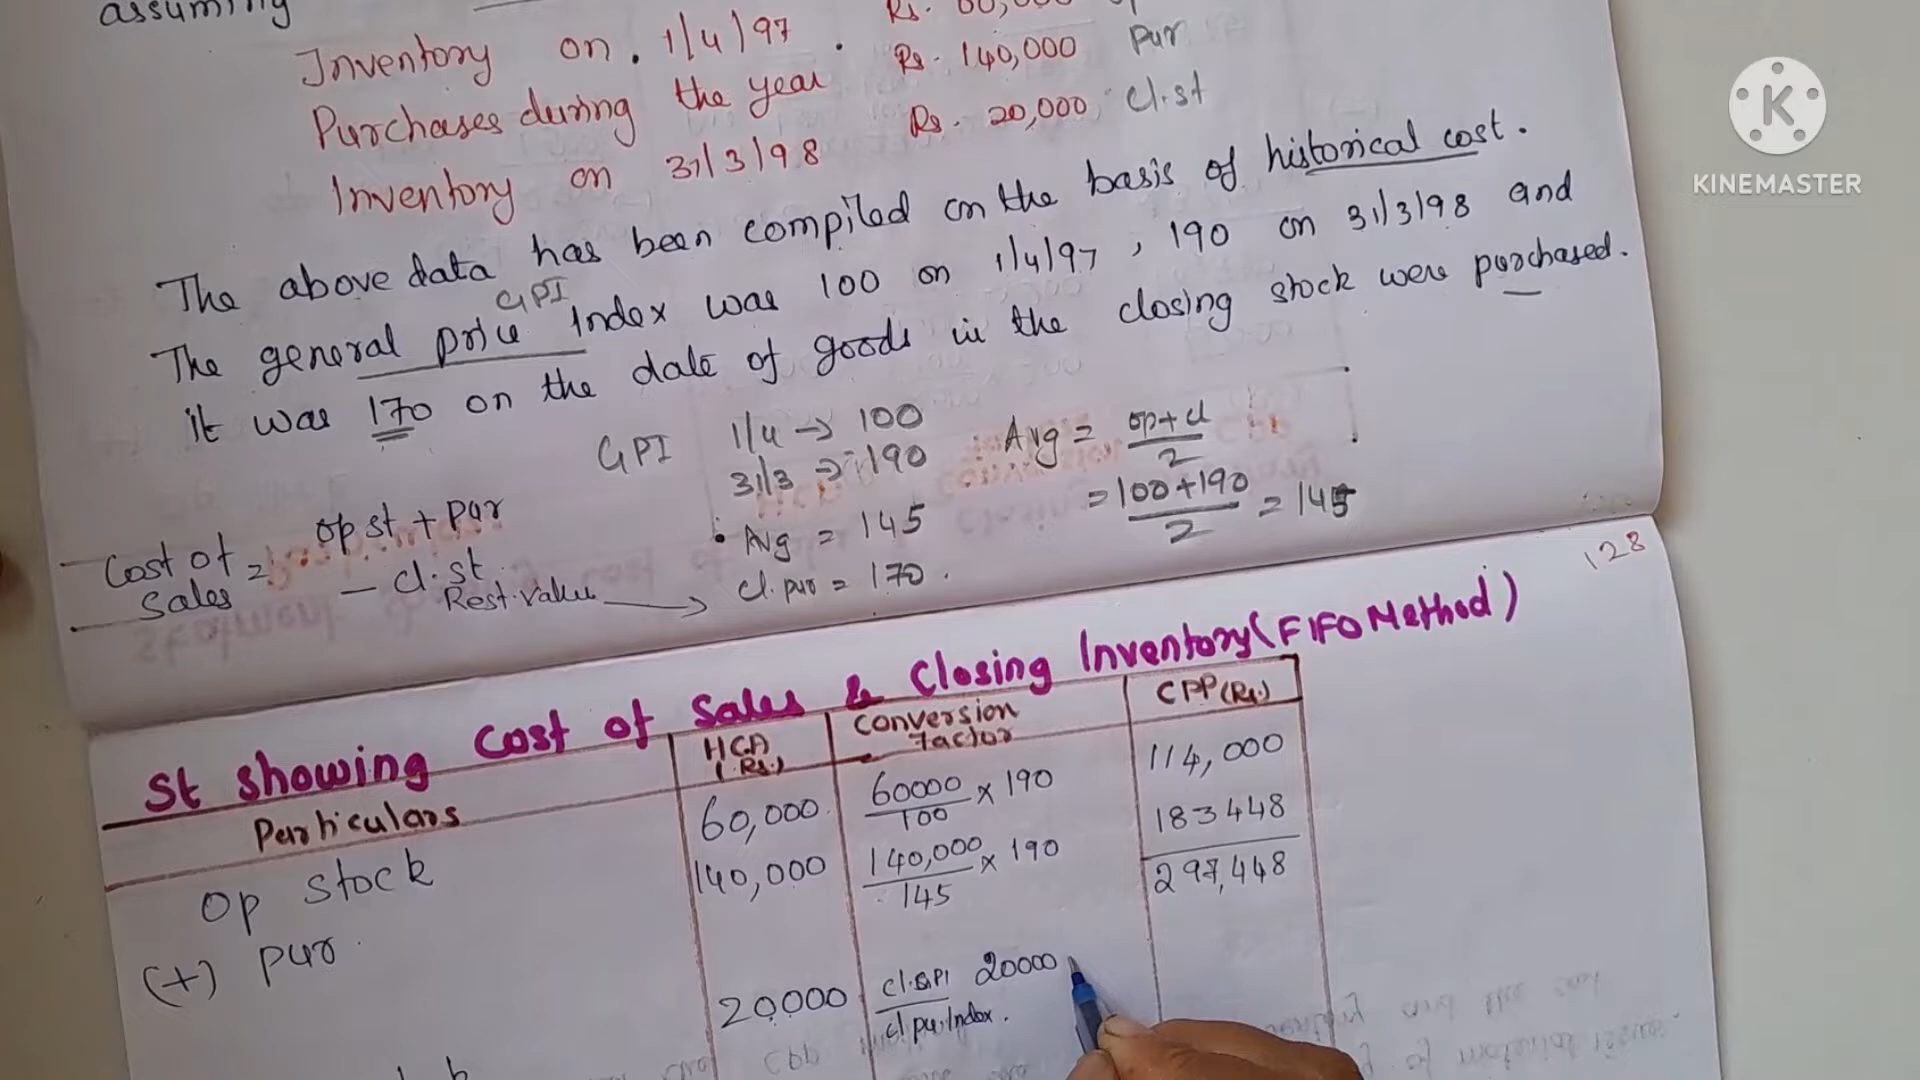 assuming
Inventory on 1/4/97 . Rs.
Purchases during the year Rs. 140,000 pur
Inventory on 31/3/98 Rs. 20,000 cl.st
The above data has been compiled on the basis of historical cost.
GPI
The general price Index was 100 on 1/4/97 , 190 on 31/3/98 and
it was 170 on the date of goods in the closing stock were purchased.
GPI 1/4 → 100 Avg = op+cl / 2
31/3 → 190 = 100+190 / 2 = 145
Avg = 145
cl. pur = 170 .
Cost of Sales = op st + pur
– cl. st
Rest. value →
128
St showing Cost of Sales & Closing Inventory (FIFO Method)
Particulars HCA (Rs.) Conversion factor CPP (Rs.)
Op stock 60,000 60000/100 × 190 114,000
(+) pur 140,000 140,000/145 × 190 183448
297,448
20000 cl.GPI / cl pur Index . 20000
KINEMASTER